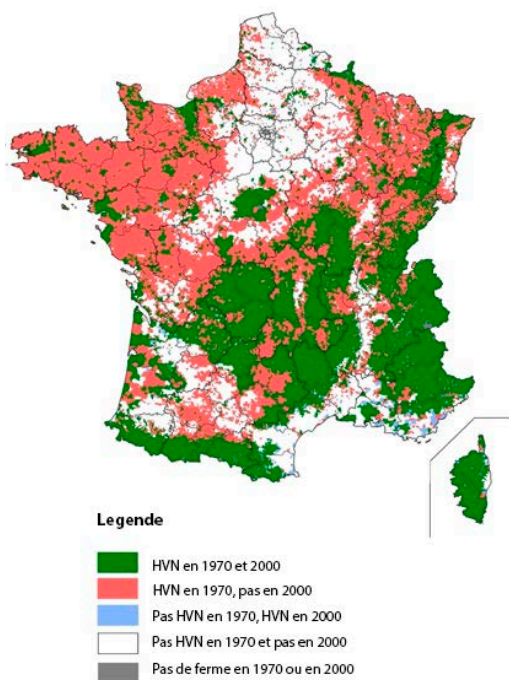 Legende
HVN en 1970 et 2000
HVN en 1970, pas en 2000
Pas HVN en 1970, HVN en 2000
Pas HVN en 1970 et pas en 2000
Pas de ferme en 1970 ou en 2000